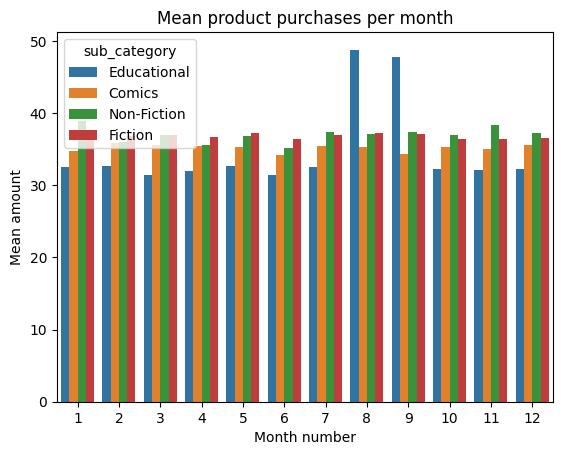 Mean product purchases per month
50
40
30
20
10
0
Mean amount
sub_category
Educational
Comics
Non-Fiction
Fiction
1 2 3 4 5 6 7 8 9 10 11 12
Month number